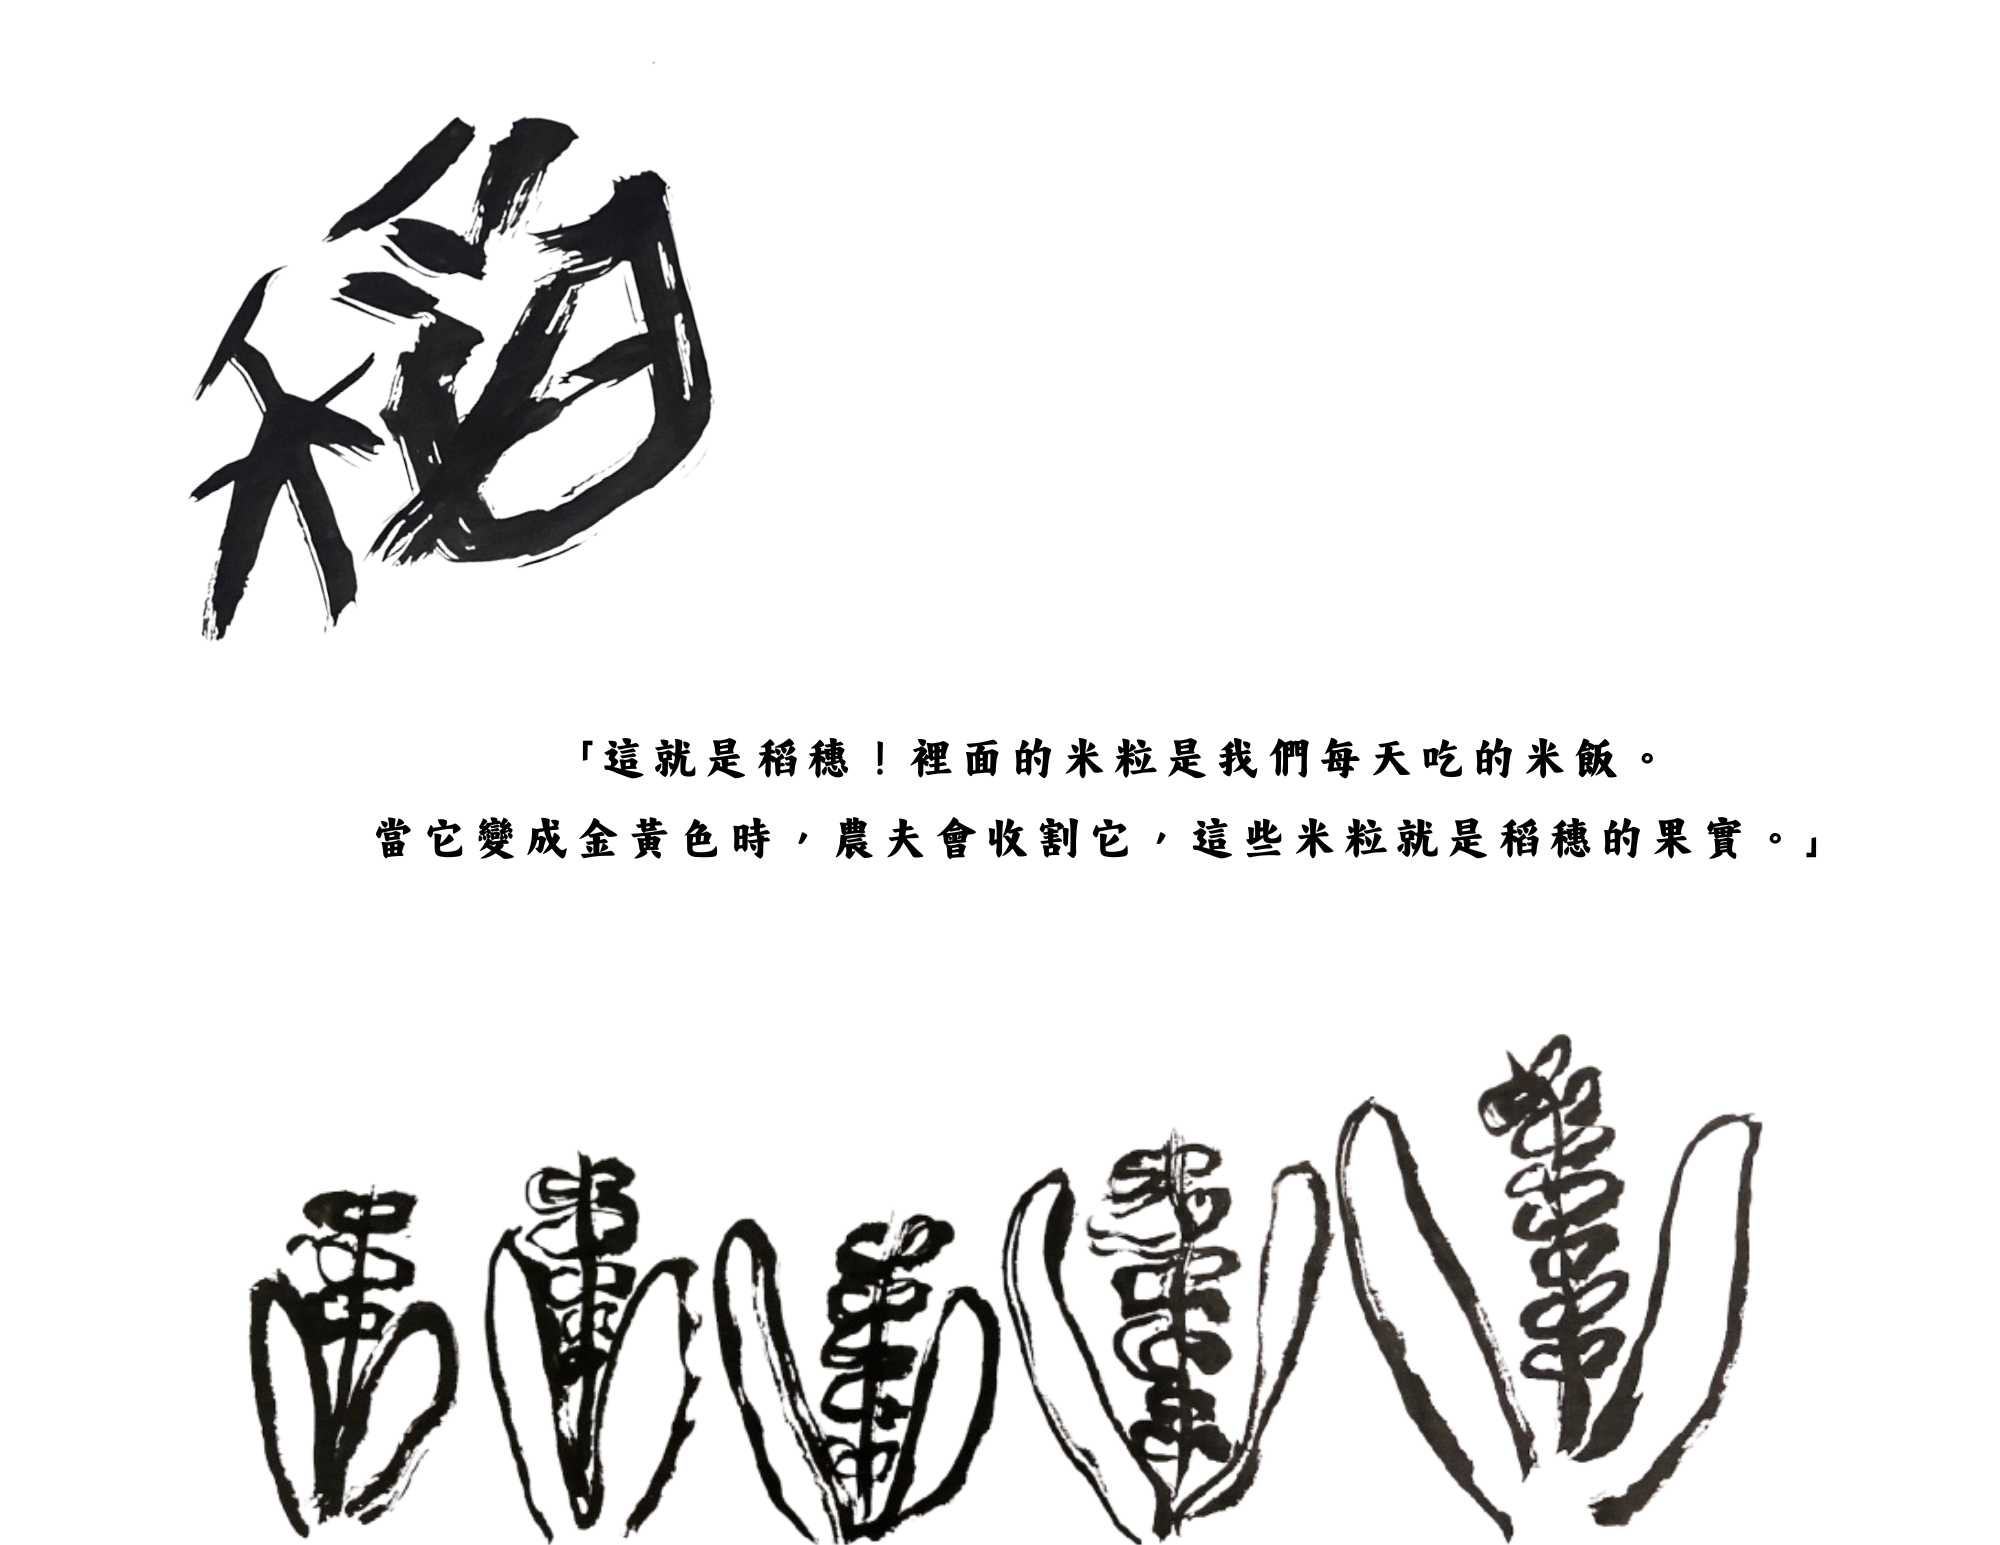 稻
「這就是稻穗！裡面的米粒是我們每天吃的米飯。
當它變成金黃色時，農夫會收割它，這些米粒就是稻穗的果實。」